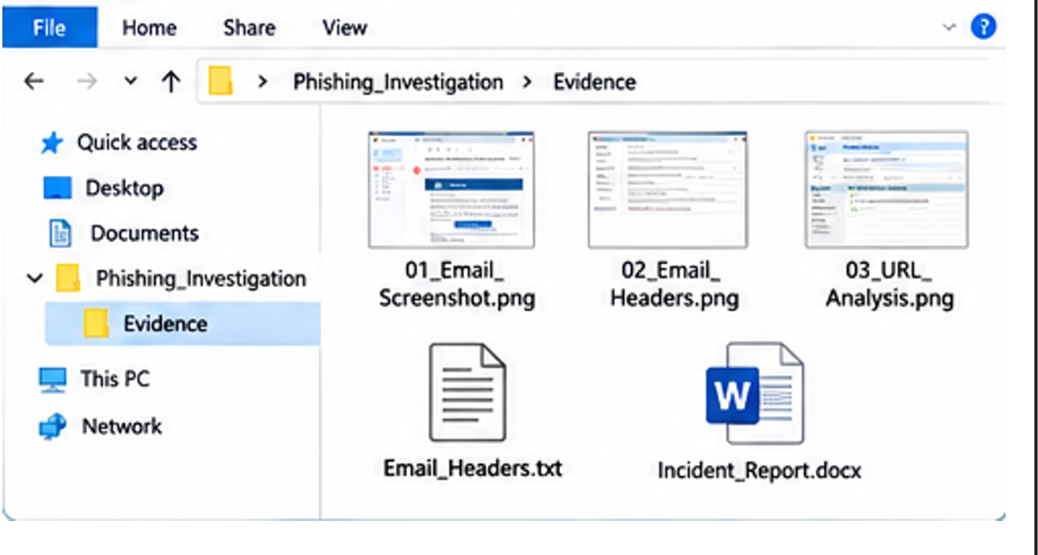 File Home Share View
Phishing_Investigation > Evidence
Quick access
Desktop
Documents
Phishing_Investigation
Evidence
This PC
Network
01_Email_
Screenshot.png
02_Email_
Headers.png
03_URL_
Analysis.png
Email_Headers.txt
W
Incident_Report.docx